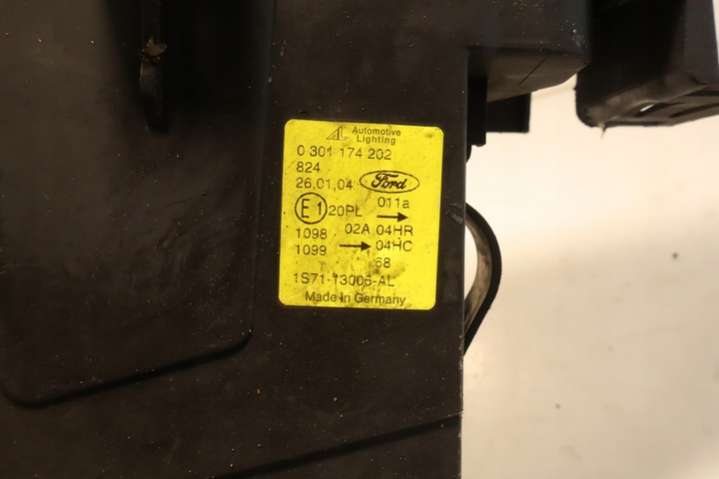 AL Automotive
Lighting
0 301 174 202
824
26,01,04 Ford
E1 20PL 011a →
1098 02A 04HR
1099 → 04HC
68
1S71-13006-AL
Made in Germany